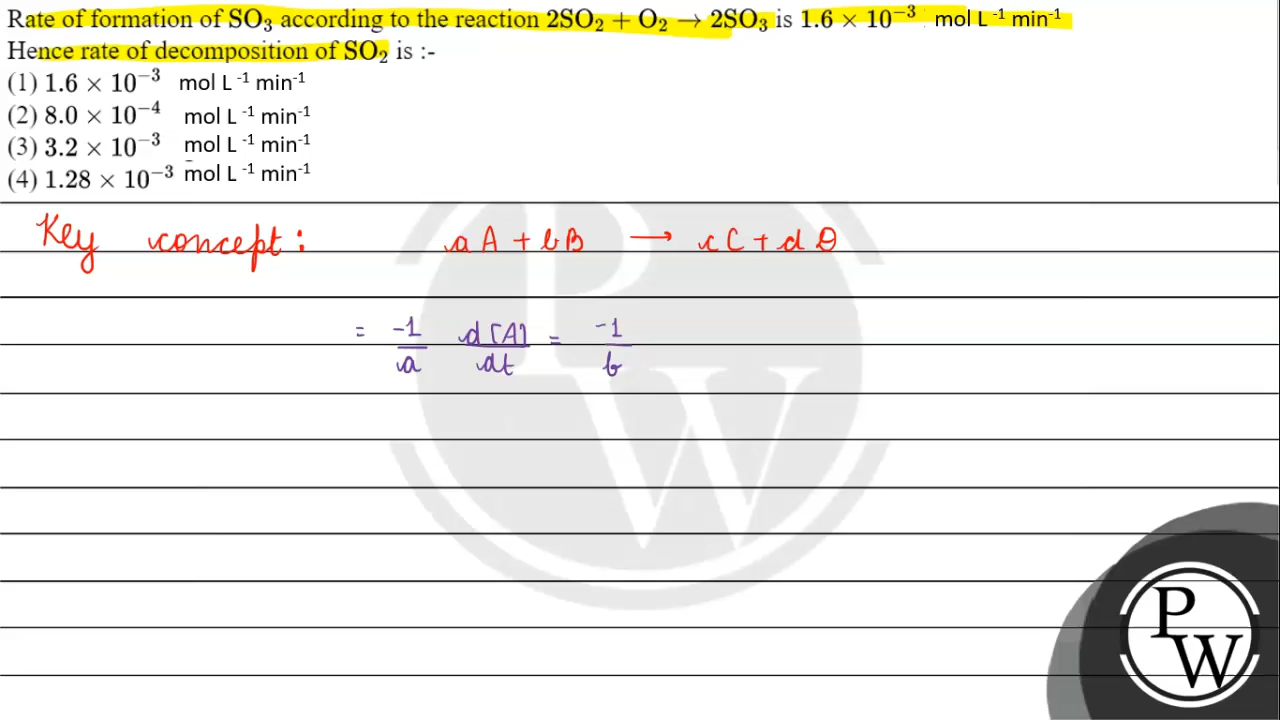 Rate of formation of SO₃ according to the reaction 2SO₂ + O₂ → 2SO₃ is 1.6 × 10⁻³ mol L ⁻¹ min⁻¹
Hence rate of decomposition of SO₂ is :-
(1) 1.6 × 10⁻³ mol L ⁻¹ min⁻¹
(2) 8.0 × 10⁻⁴ mol L ⁻¹ min⁻¹
(3) 3.2 × 10⁻³ mol L ⁻¹ min⁻¹
(4) 1.28 × 10⁻³ mol L ⁻¹ min⁻¹
Key concept : aA + bB → cC + dD
= -1/a d[A]/dt = -1/b
PW
PW